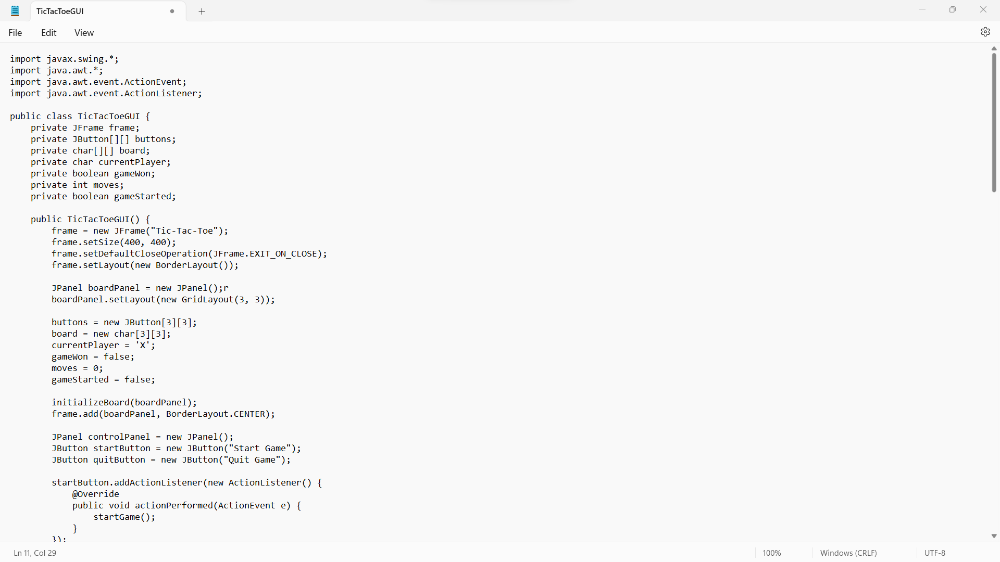 TicTacToeGUI
File Edit View
import javax.swing.*;
import java.awt.*;
import java.awt.event.ActionEvent;
import java.awt.event.ActionListener;

public class TicTacToeGUI {
    private JFrame frame;
    private JButton[][] buttons;
    private char[][] board;
    private char currentPlayer;
    private boolean gameWon;
    private int moves;
    private boolean gameStarted;

    public TicTacToeGUI() {
        frame = new JFrame("Tic-Tac-Toe");
        frame.setSize(400, 400);
        frame.setDefaultCloseOperation(JFrame.EXIT_ON_CLOSE);
        frame.setLayout(new BorderLayout());

        JPanel boardPanel = new JPanel();r
        boardPanel.setLayout(new GridLayout(3, 3));

        buttons = new JButton[3][3];
        board = new char[3][3];
        currentPlayer = 'X';
        gameWon = false;
        moves = 0;
        gameStarted = false;

        initializeBoard(boardPanel);
        frame.add(boardPanel, BorderLayout.CENTER);

        JPanel controlPanel = new JPanel();
        JButton startButton = new JButton("Start Game");
        JButton quitButton = new JButton("Quit Game");

        startButton.addActionListener(new ActionListener() {
            @Override
            public void actionPerformed(ActionEvent e) {
                startGame();
            }
        });
Ln 11, Col 29 100% Windows (CRLF) UTF-8